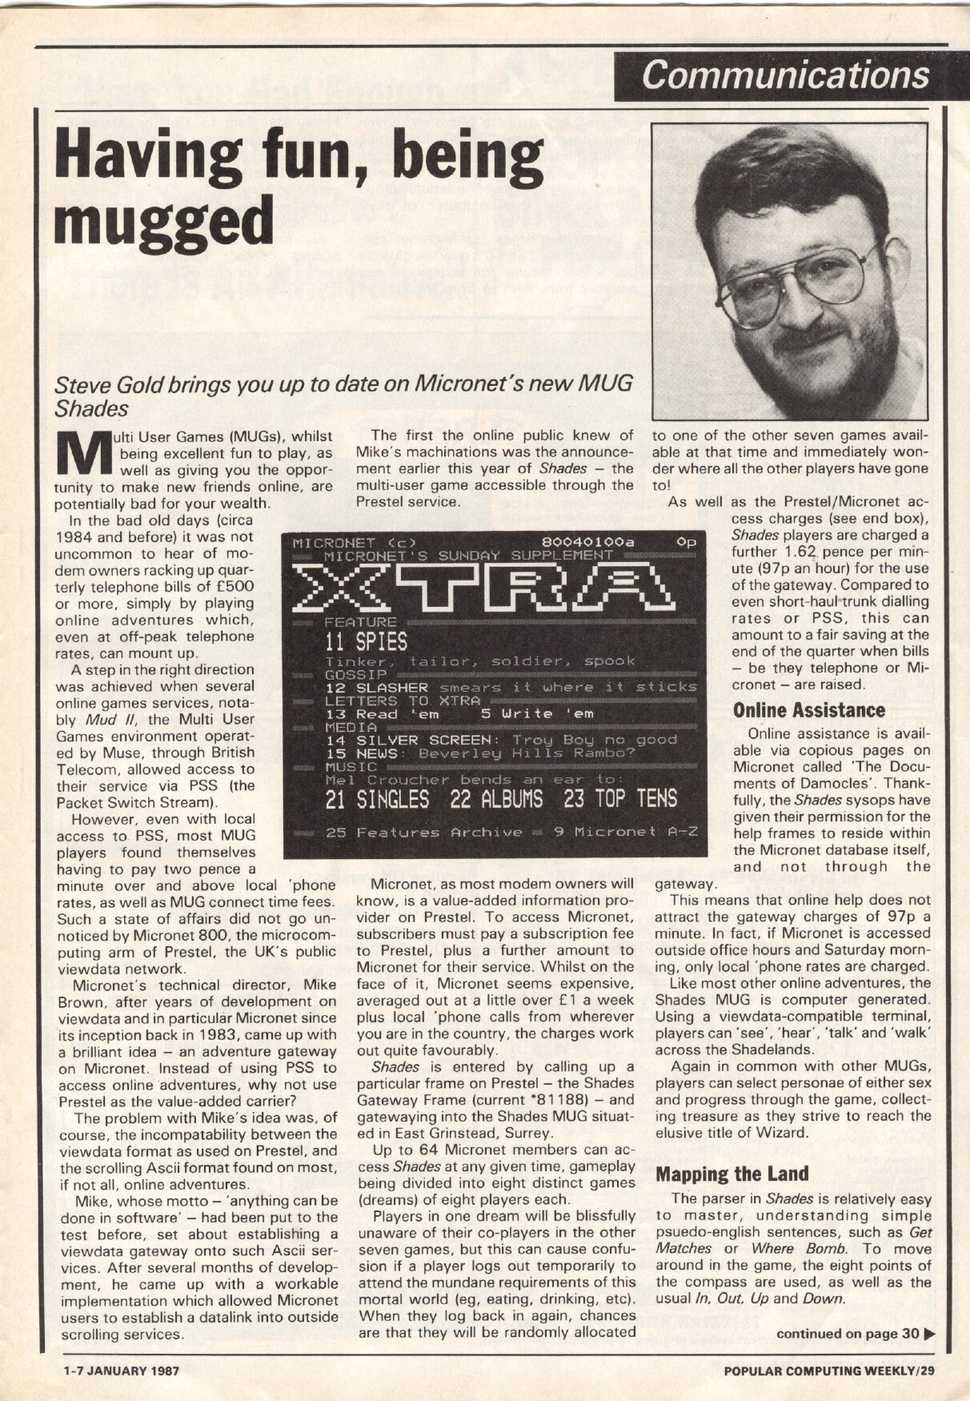 Communications
Having fun, being
mugged
Steve Gold brings you up to date on Micronet's new MUG
Shades
Multi User Games (MUGs), whilst
being excellent fun to play, as
well as giving you the oppor-
tunity to make new friends online, are
potentially bad for your wealth.
In the bad old days (circa
1984 and before) it was not
uncommon to hear of mo-
dem owners racking up quar-
terly telephone bills of £500
or more, simply by playing
online adventures which,
even at off-peak telephone
rates, can mount up.
A step in the right direction
was achieved when several
online games services, nota-
bly Mud II, the Multi User
Games environment operat-
ed by Muse, through British
Telecom, allowed access to
their service via PSS (the
Packet Switch Stream).
However, even with local
access to PSS, most MUG
players found themselves
having to pay two pence a
minute over and above local 'phone
rates, as well as MUG connect time fees.
Such a state of affairs did not go un-
noticed by Micronet 800, the microcom-
puting arm of Prestel, the UK's public
viewdata network.
Micronet's technical director, Mike
Brown, after years of development on
viewdata and in particular Micronet since
its inception back in 1983, came up with
a brilliant idea – an adventure gateway
on Micronet. Instead of using PSS to
access online adventures, why not use
Prestel as the value-added carrier?
The problem with Mike's idea was, of
course, the incompatability between the
viewdata format as used on Prestel, and
the scrolling Ascii format found on most,
if not all, online adventures.
Mike, whose motto – 'anything can be
done in software' – had been put to the
test before, set about establishing a
viewdata gateway onto such Ascii ser-
vices. After several months of develop-
ment, he came up with a workable
implementation which allowed Micronet
users to establish a datalink into outside
scrolling services.
The first the online public knew of
Mike's machinations was the announce-
ment earlier this year of Shades – the
multi-user game accessible through the
Prestel service.
MICRONET (c) 80040100a 0p
MICRONET'S SUNDAY SUPPLEMENT
XTRA
FEATURE
11 SPIES
Tinker, tailor, soldier, spook
GOSSIP
12 SLASHER smears it where it sticks
LETTERS TO XTRA
13 Read 'em 5 Write 'em
MEDIA
14 SILVER SCREEN: Troy Boy no good
15 NEWS: Beverley Hills Rambo?
MUSIC
Mel Croucher bends an ear to:
21 SINGLES 22 ALBUMS 23 TOP TENS
25 Features Archive 9 Micronet A-Z
Micronet, as most modem owners will
know, is a value-added information pro-
vider on Prestel. To access Micronet,
subscribers must pay a subscription fee
to Prestel, plus a further amount to
Micronet for their service. Whilst on the
face of it, Micronet seems expensive,
averaged out at a little over £1 a week
plus local 'phone calls from wherever
you are in the country, the charges work
out quite favourably.
Shades is entered by calling up a
particular frame on Prestel – the Shades
Gateway Frame (current *81188) – and
gatewaying into the Shades MUG situat-
ed in East Grinstead, Surrey.
Up to 64 Micronet members can ac-
cess Shades at any given time, gameplay
being divided into eight distinct games
(dreams) of eight players each.
Players in one dream will be blissfully
unaware of their co-players in the other
seven games, but this can cause confu-
sion if a player logs out temporarily to
attend the mundane requirements of this
mortal world (eg, eating, drinking, etc).
When they log back in again, chances
are that they will be randomly allocated
to one of the other seven games avail-
able at that time and immediately won-
der where all the other players have gone
to!
As well as the Prestel/Micronet ac-
cess charges (see end box),
Shades players are charged a
further 1.62 pence per min-
ute (97p an hour) for the use
of the gateway. Compared to
even short-haul trunk dialling
rates or PSS, this can
amount to a fair saving at the
end of the quarter when bills
– be they telephone or Mi-
cronet – are raised.
Online Assistance
Online assistance is avail-
able via copious pages on
Micronet called 'The Docu-
ments of Damocles'. Thank-
fully, the Shades sysops have
given their permission for the
help frames to reside within
the Micronet database itself,
and not through the
gateway.
This means that online help does not
attract the gateway charges of 97p a
minute. In fact, if Micronet is accessed
outside office hours and Saturday morn-
ing, only local 'phone rates are charged.
Like most other online adventures, the
Shades MUG is computer generated.
Using a viewdata-compatible terminal,
players can 'see', 'hear', 'talk' and 'walk'
across the Shadelands.
Again in common with other MUGs,
players can select personae of either sex
and progress through the game, collect-
ing treasure as they strive to reach the
elusive title of Wizard.
Mapping the Land
The parser in Shades is relatively easy
to master, understanding simple
psuedo-english sentences, such as Get
Matches or Where Bomb. To move
around in the game, the eight points of
the compass are used, as well as the
usual In, Out, Up and Down.
continued on page 30 ▶
1-7 JANUARY 1987
POPULAR COMPUTING WEEKLY/29